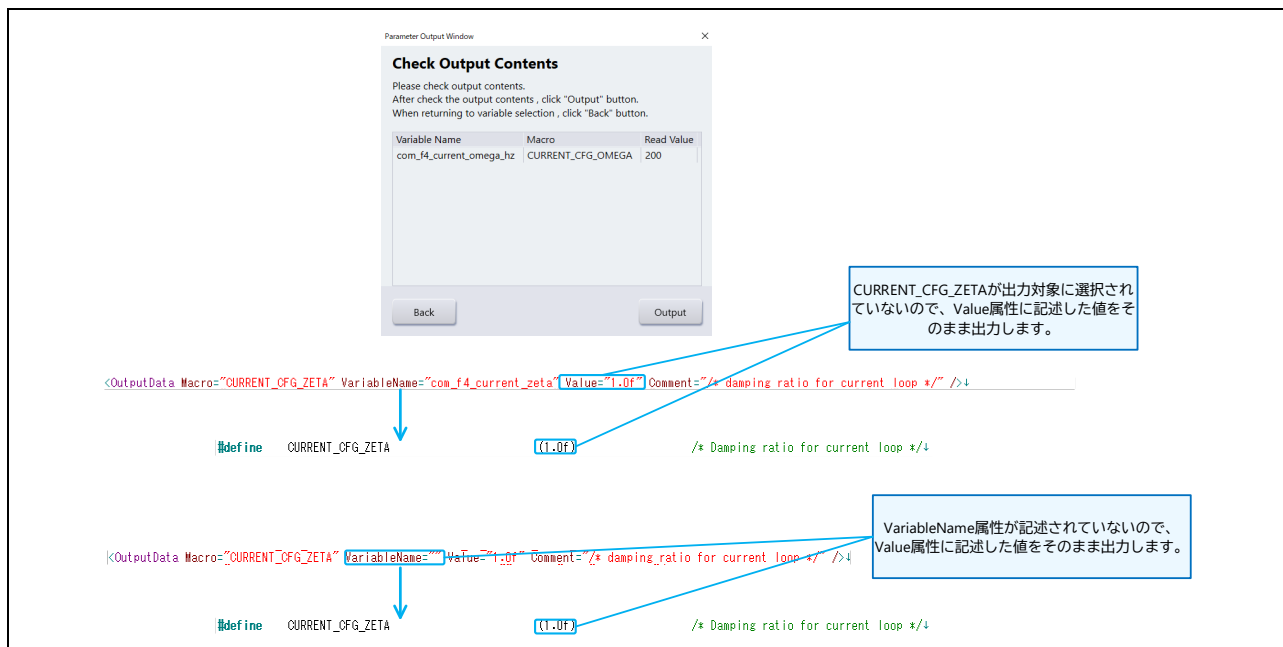 Parameter Output Window
Check Output Contents
Please check output contents.
After check the output contents , click "Output" button.
When returning to variable selection , click "Back" button.
Variable Name Macro Read Value
com_f4_current_omega_hz CURRENT_CFG_OMEGA 200
Back Output
CURRENT_CFG_ZETAが出力対象に選択され
ていないので、Value属性に記述した値をそ
のまま出力します。
<OutputData Macro="CURRENT_CFG_ZETA" VariableName="com_f4_current_zeta" Value="1.0f" Comment="/* damping ratio for current loop */" />↓
#define CURRENT_CFG_ZETA (1.0f) /* Damping ratio for current loop */↓
VariableName属性が記述されていないので、
Value属性に記述した値をそのまま出力します。
<OutputData Macro="CURRENT_CFG_ZETA" VariableName="" Value="1.0f" Comment="/* damping ratio for current loop */" />↓
#define CURRENT_CFG_ZETA (1.0f) /* Damping ratio for current loop */↓